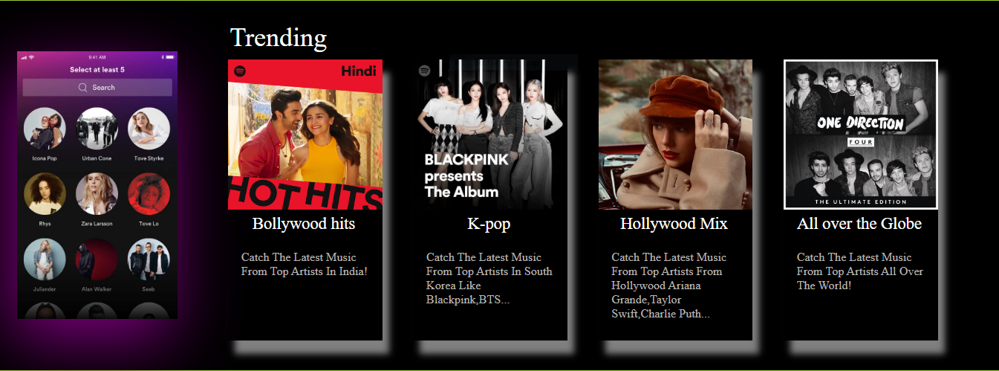 Trending
9:41 AM
Select at least 5
Search
Icona Pop
Urban Cone
Tove Styrke
Rhys
Zara Larsson
Tove Lo
Juliander
Alan Walker
Seeb
Hindi
HOT HITS
Bollywood hits
Catch The Latest Music
From Top Artists In India!
BLACKPINK
presents
The Album
K-pop
Catch The Latest Music
From Top Artists In South
Korea Like
Blackpink,BTS...
Hollywood Mix
Catch The Latest Music
From Top Artists From
Hollywood Ariana
Grande,Taylor
Swift,Charlie Puth...
ONE DIRECTION
FOUR
THE ULTIMATE EDITION
All over the Globe
Catch The Latest Music
From Top Artists All Over
The World!